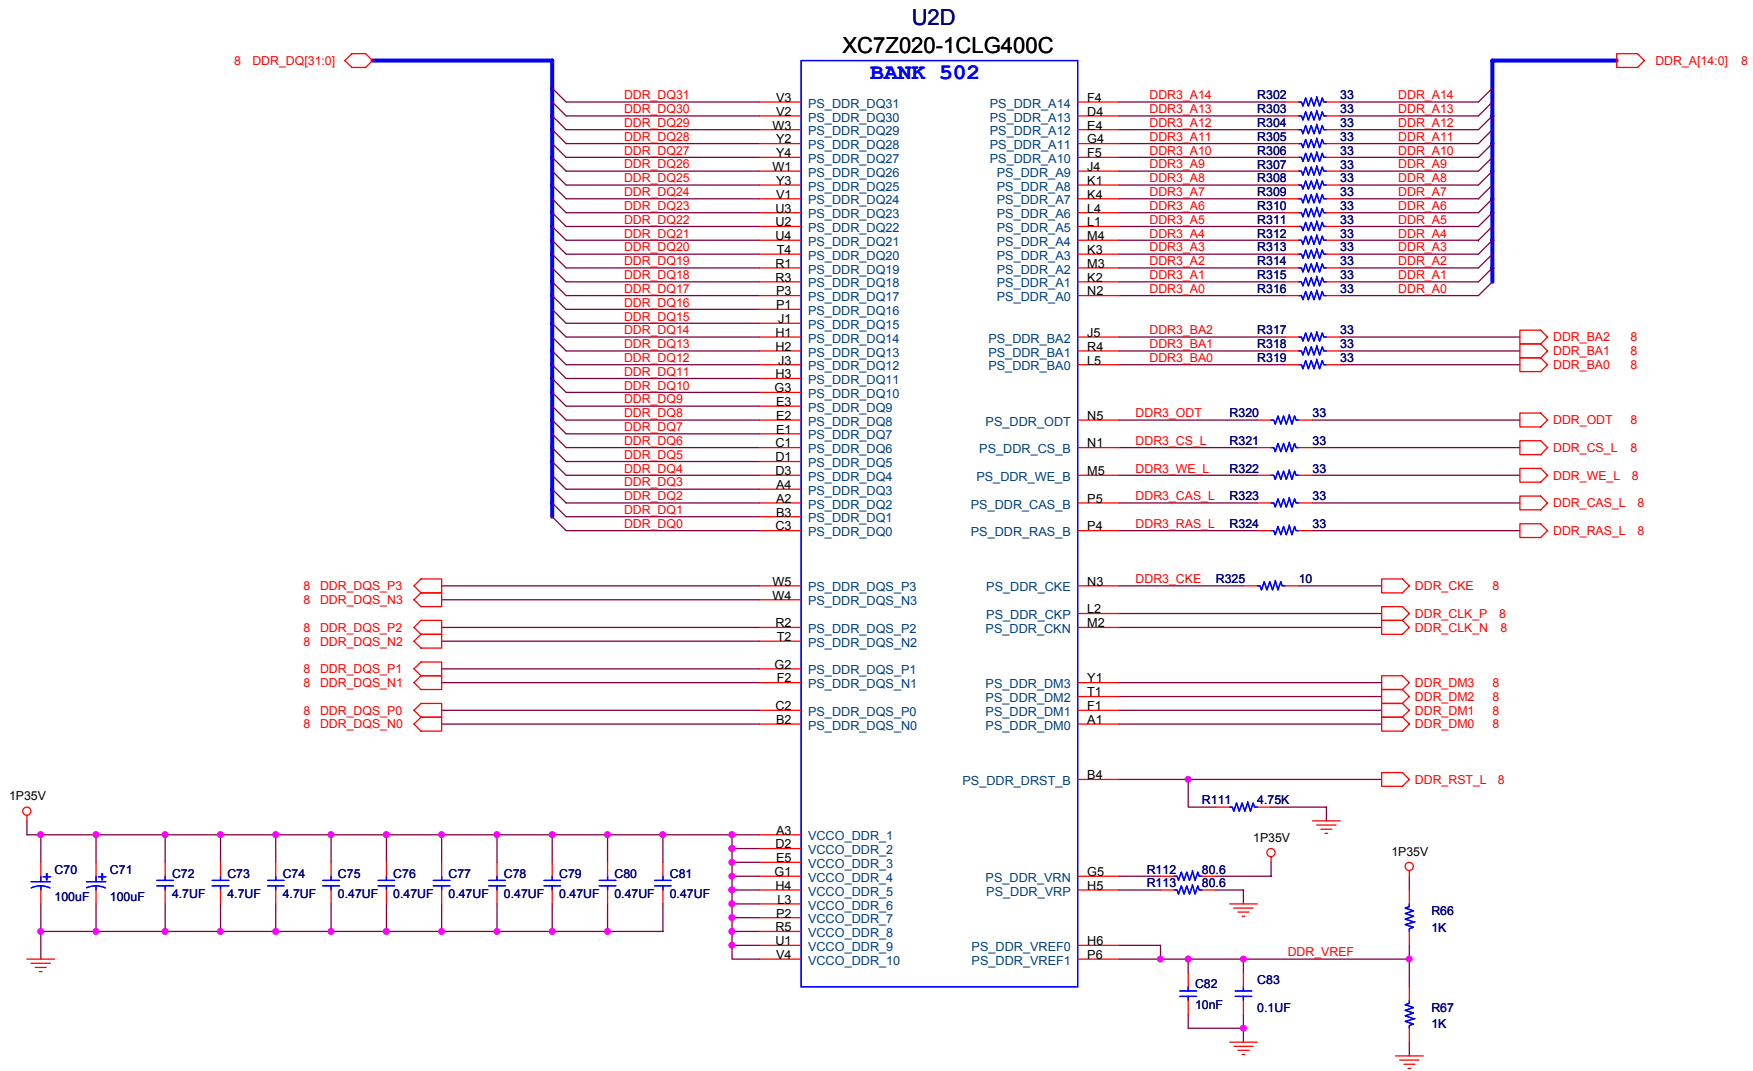 U2D
XC7Z020-1CLG400C
BANK 502
8 DDR_DQ[31:0]
DDR_A[14:0] 8
DDR_DQ31 V3 PS_DDR_DQ31
DDR_DQ30 V2 PS_DDR_DQ30
DDR_DQ29 W3 PS_DDR_DQ29
DDR_DQ28 Y2 PS_DDR_DQ28
DDR_DQ27 Y4 PS_DDR_DQ27
DDR_DQ26 W1 PS_DDR_DQ26
DDR_DQ25 Y3 PS_DDR_DQ25
DDR_DQ24 V1 PS_DDR_DQ24
DDR_DQ23 U3 PS_DDR_DQ23
DDR_DQ22 U2 PS_DDR_DQ22
DDR_DQ21 U4 PS_DDR_DQ21
DDR_DQ20 T4 PS_DDR_DQ20
DDR_DQ19 R1 PS_DDR_DQ19
DDR_DQ18 R3 PS_DDR_DQ18
DDR_DQ17 P3 PS_DDR_DQ17
DDR_DQ16 P1 PS_DDR_DQ16
DDR_DQ15 J1 PS_DDR_DQ15
DDR_DQ14 H1 PS_DDR_DQ14
DDR_DQ13 H2 PS_DDR_DQ13
DDR_DQ12 J3 PS_DDR_DQ12
DDR_DQ11 H3 PS_DDR_DQ11
DDR_DQ10 G3 PS_DDR_DQ10
DDR_DQ9 E3 PS_DDR_DQ9
DDR_DQ8 E2 PS_DDR_DQ8
DDR_DQ7 E1 PS_DDR_DQ7
DDR_DQ6 C1 PS_DDR_DQ6
DDR_DQ5 D1 PS_DDR_DQ5
DDR_DQ4 D3 PS_DDR_DQ4
DDR_DQ3 A4 PS_DDR_DQ3
DDR_DQ2 A2 PS_DDR_DQ2
DDR_DQ1 B3 PS_DDR_DQ1
DDR_DQ0 C3 PS_DDR_DQ0
8 DDR_DQS_P3 W5 PS_DDR_DQS_P3
8 DDR_DQS_N3 W4 PS_DDR_DQS_N3
8 DDR_DQS_P2 R2 PS_DDR_DQS_P2
8 DDR_DQS_N2 T2 PS_DDR_DQS_N2
8 DDR_DQS_P1 G2 PS_DDR_DQS_P1
8 DDR_DQS_N1 F2 PS_DDR_DQS_N1
8 DDR_DQS_P0 C2 PS_DDR_DQS_P0
8 DDR_DQS_N0 B2 PS_DDR_DQS_N0
PS_DDR_A14 F4 DDR3_A14 R302 33 DDR_A14
PS_DDR_A13 D4 DDR3_A13 R303 33 DDR_A13
PS_DDR_A12 E4 DDR3_A12 R304 33 DDR_A12
PS_DDR_A11 G4 DDR3_A11 R305 33 DDR_A11
PS_DDR_A10 F5 DDR3_A10 R306 33 DDR_A10
PS_DDR_A9 J4 DDR3_A9 R307 33 DDR_A9
PS_DDR_A8 K1 DDR3_A8 R308 33 DDR_A8
PS_DDR_A7 K4 DDR3_A7 R309 33 DDR_A7
PS_DDR_A6 L4 DDR3_A6 R310 33 DDR_A6
PS_DDR_A5 L1 DDR3_A5 R311 33 DDR_A5
PS_DDR_A4 M4 DDR3_A4 R312 33 DDR_A4
PS_DDR_A3 K3 DDR3_A3 R313 33 DDR_A3
PS_DDR_A2 M3 DDR3_A2 R314 33 DDR_A2
PS_DDR_A1 K2 DDR3_A1 R315 33 DDR_A1
PS_DDR_A0 N2 DDR3_A0 R316 33 DDR_A0
PS_DDR_BA2 J5 DDR3_BA2 R317 33 DDR_BA2 8
PS_DDR_BA1 R4 DDR3_BA1 R318 33 DDR_BA1 8
PS_DDR_BA0 L5 DDR3_BA0 R319 33 DDR_BA0 8
PS_DDR_ODT N5 DDR3_ODT R320 33 DDR_ODT 8
PS_DDR_CS_B N1 DDR3_CS_L R321 33 DDR_CS_L 8
PS_DDR_WE_B M5 DDR3_WE_L R322 33 DDR_WE_L 8
PS_DDR_CAS_B P5 DDR3_CAS_L R323 33 DDR_CAS_L 8
PS_DDR_RAS_B P4 DDR3_RAS_L R324 33 DDR_RAS_L 8
PS_DDR_CKE N3 DDR3_CKE R325 10 DDR_CKE 8
PS_DDR_CKP L2 DDR_CLK_P 8
PS_DDR_CKN M2 DDR_CLK_N 8
PS_DDR_DM3 Y1 DDR_DM3 8
PS_DDR_DM2 T1 DDR_DM2 8
PS_DDR_DM1 F1 DDR_DM1 8
PS_DDR_DM0 A1 DDR_DM0 8
PS_DDR_DRST_B B4 DDR_RST_L 8
R111 4.75K
1P35V
C70 100uF
C71 100uF
C72 4.7UF
C73 4.7UF
C74 4.7UF
C75 0.47UF
C76 0.47UF
C77 0.47UF
C78 0.47UF
C79 0.47UF
C80 0.47UF
C81 0.47UF
A3 VCCO_DDR_1
D2 VCCO_DDR_2
E5 VCCO_DDR_3
G1 VCCO_DDR_4
H4 VCCO_DDR_5
L3 VCCO_DDR_6
P2 VCCO_DDR_7
R5 VCCO_DDR_8
U1 VCCO_DDR_9
V4 VCCO_DDR_10
1P35V
PS_DDR_VRN G5 R112 80.6
PS_DDR_VRP H5 R113 80.6
1P35V
R66
1K
PS_DDR_VREF0 H6
PS_DDR_VREF1 P6 DDR_VREF
C82
10nF
C83
0.1UF
R67
1K